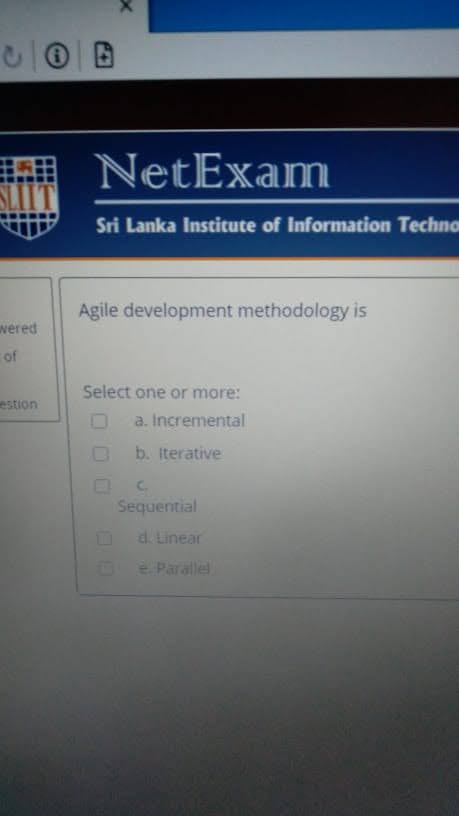 SLIIT
NetExam
Sri Lanka Institute of Information Techno
wered
of
estion
Agile development methodology is
Select one or more:
a. Incremental
b. Iterative
c.
Sequential
d. Linear
e. Parallel